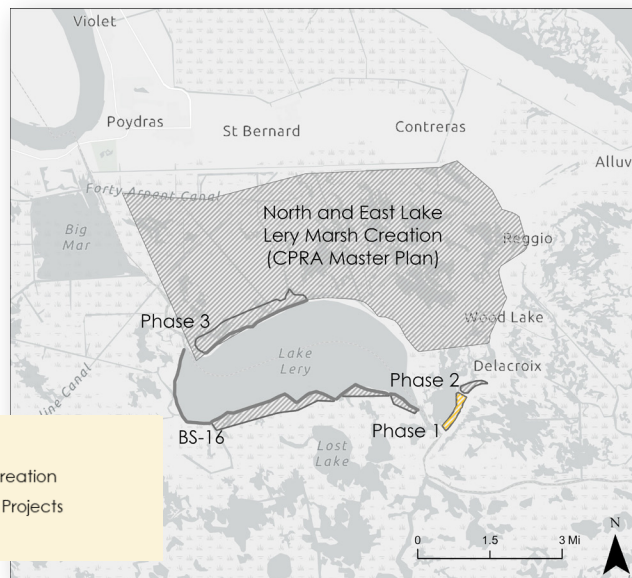 Violet
Poydras
St Bernard
Contreras
Alluv
Forty Arpent Canal
Big
Mar
North and East Lake
Lery Marsh Creation
(CPRA Master Plan)
Reggio
Phase 3
Wood Lake
Lake
Lery
Delacroix
Phase 2
line Canal
BS-16
Phase 1
Lost
Lake
reation
Projects
0 1.5 3 Mi
N